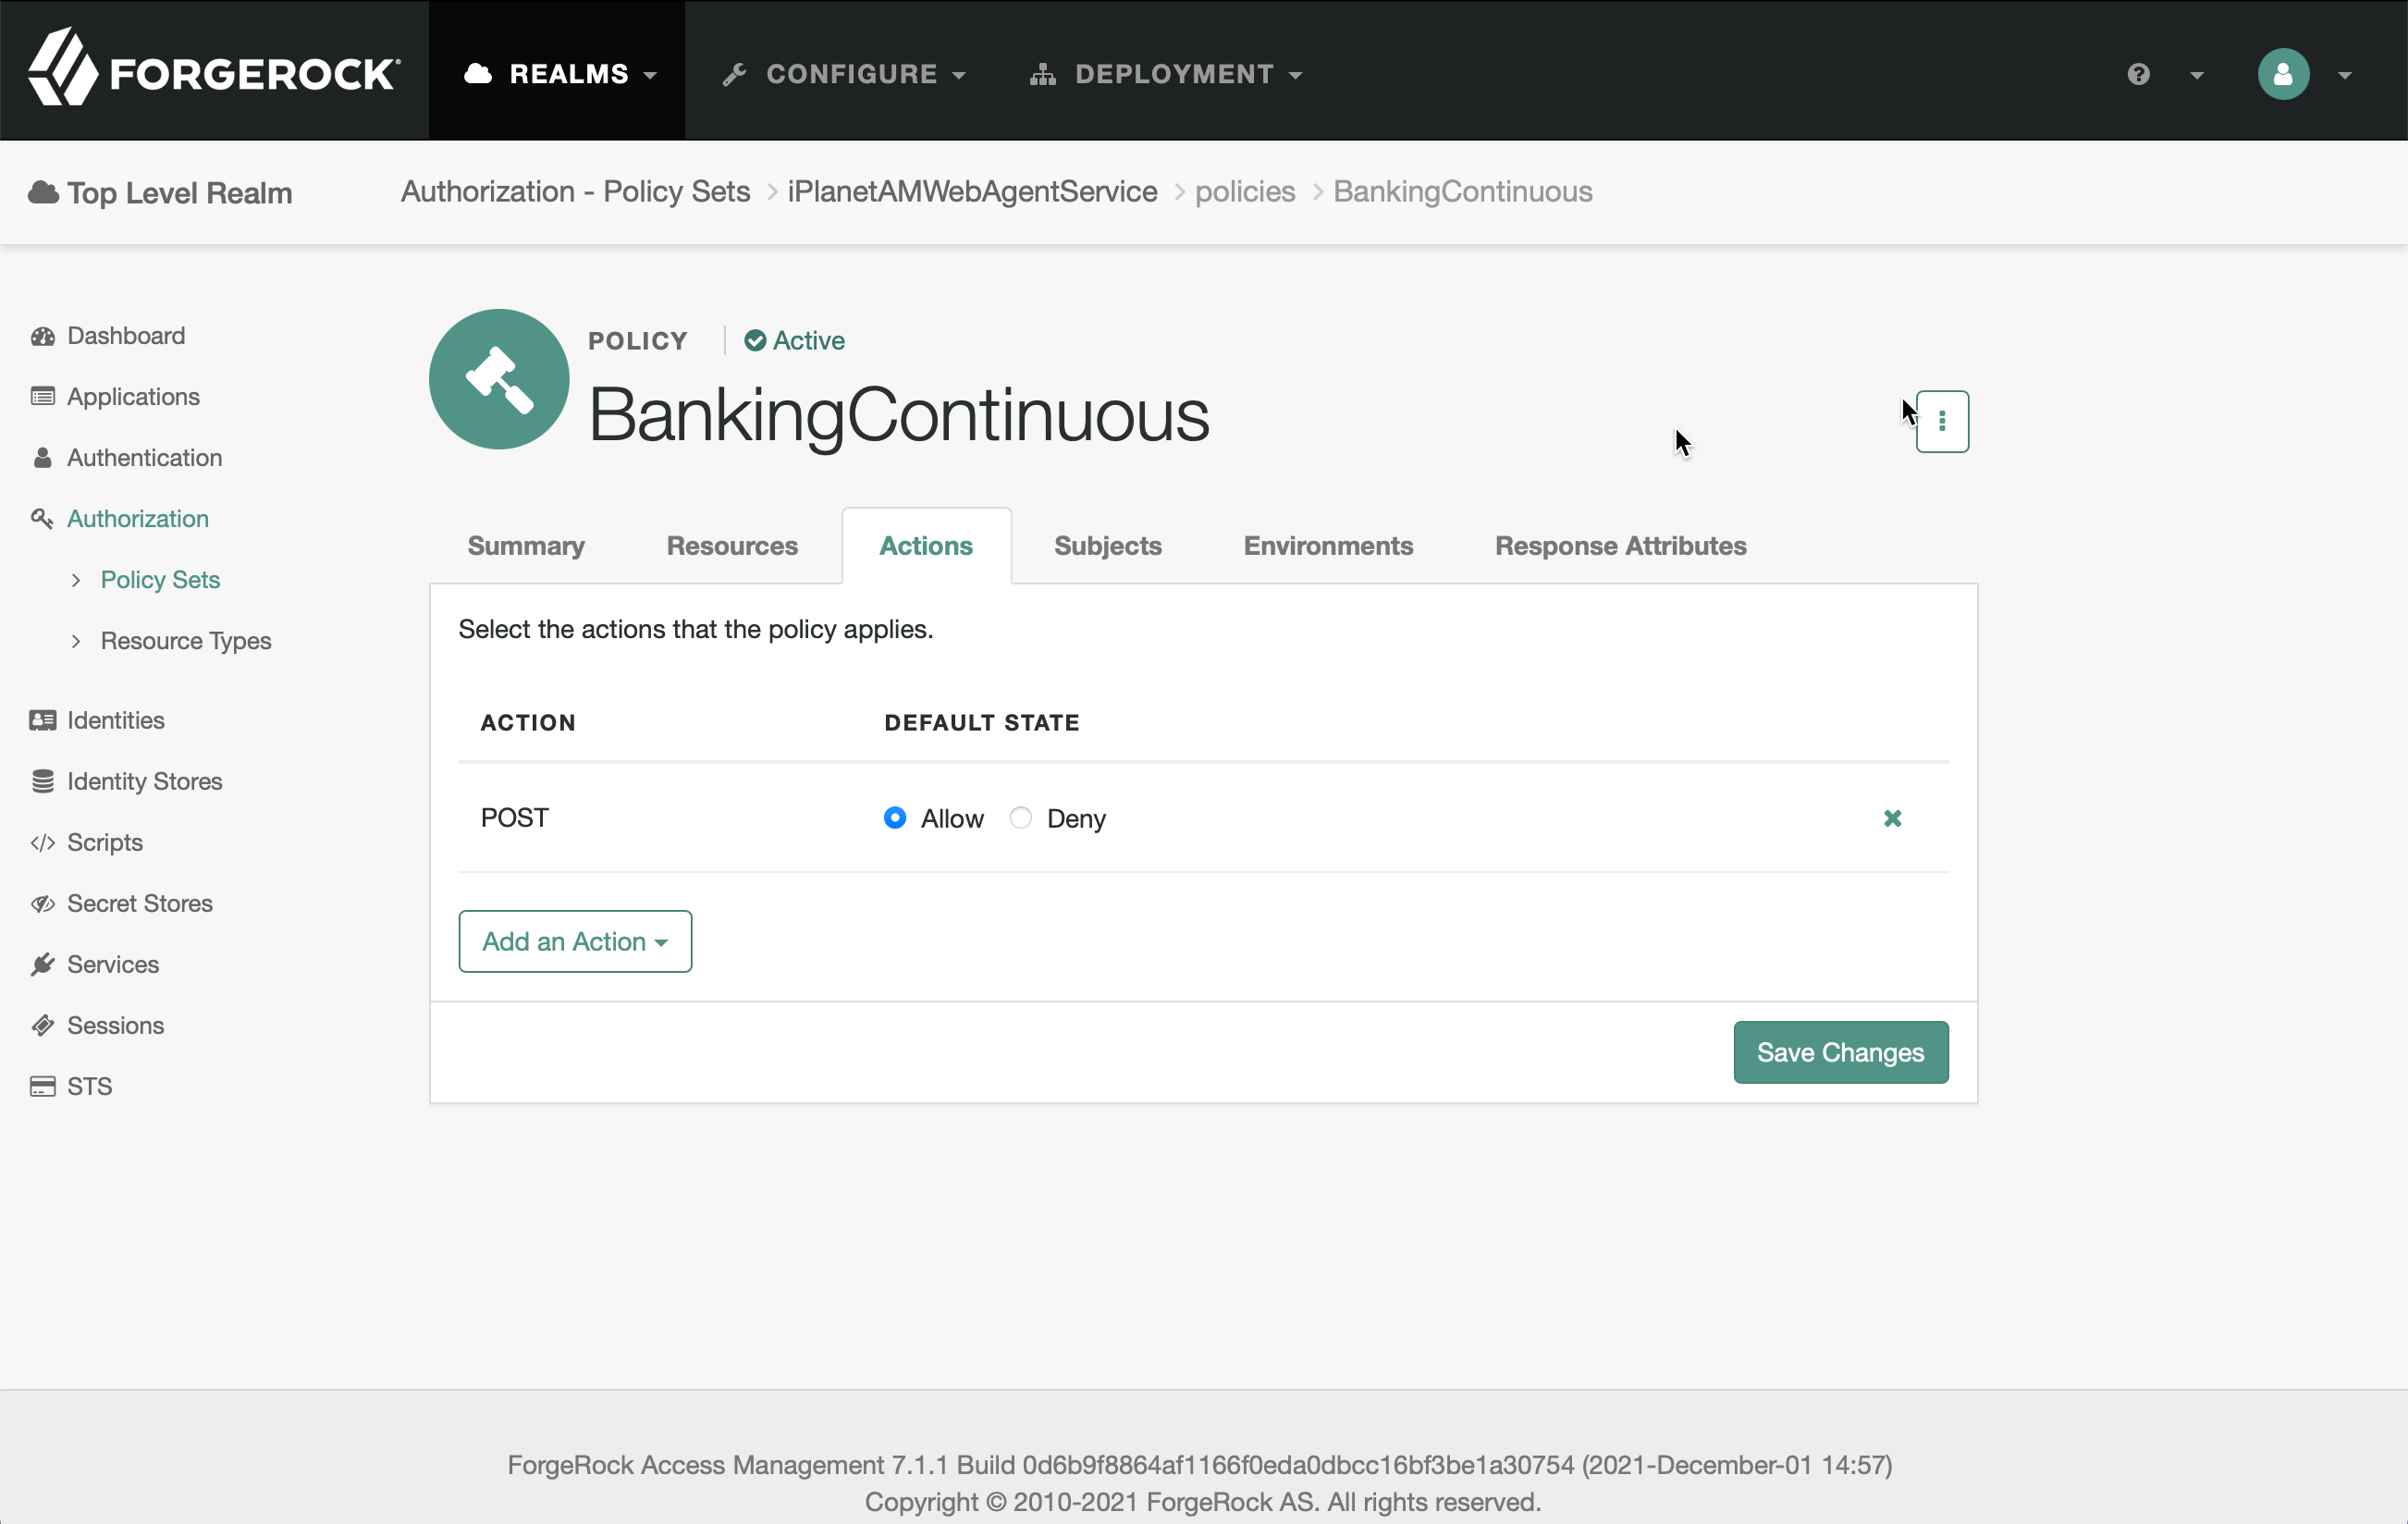 FORGEROCK®
REALMS
CONFIGURE
DEPLOYMENT
Top Level Realm
Authorization - Policy Sets > iPlanetAMWebAgentService > policies > BankingContinuous
Dashboard
Applications
Authentication
Authorization
Policy Sets
Resource Types
Identities
Identity Stores
Scripts
Secret Stores
Services
Sessions
STS
POLICY
Active
BankingContinuous
Summary
Resources
Actions
Subjects
Environments
Response Attributes
Select the actions that the policy applies.
ACTION DEFAULT STATE
POST Allow Deny
Add an Action
Save Changes
ForgeRock Access Management 7.1.1 Build 0d6b9f8864af1166f0eda0dbcc16bf3be1a30754 (2021-December-01 14:57)
Copyright © 2010-2021 ForgeRock AS. All rights reserved.